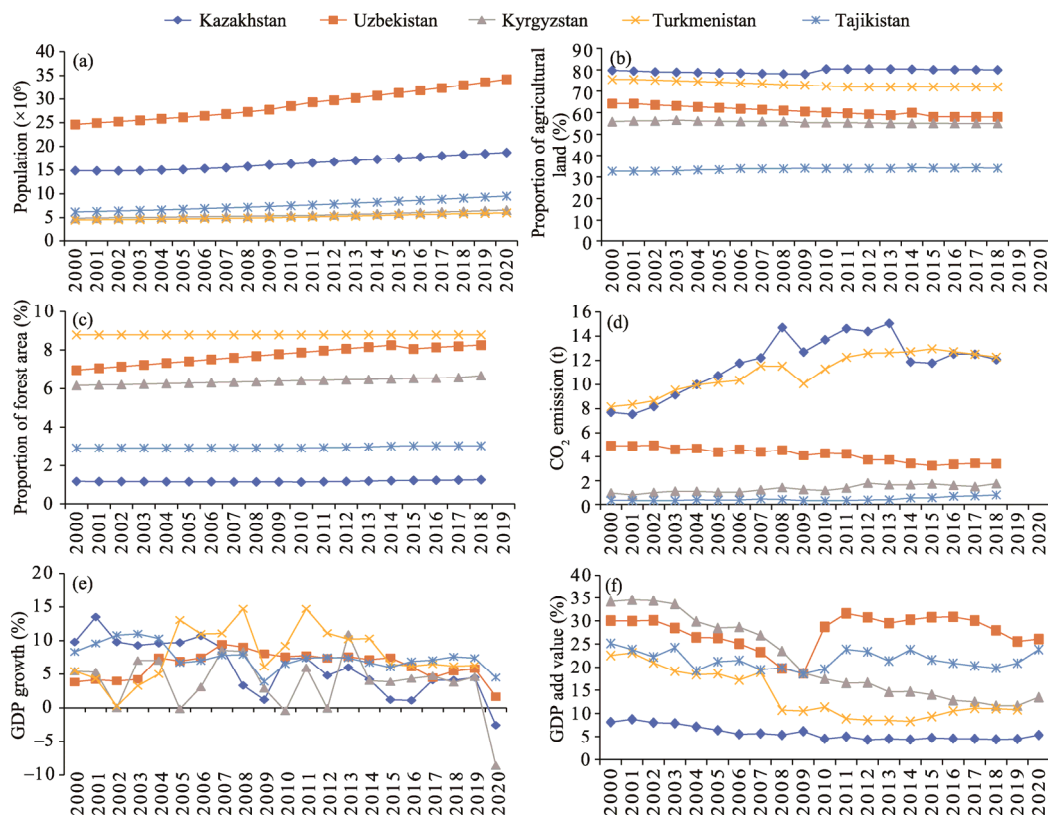 Kazakhstan Uzbekistan Kyrgyzstan Turkmenistan Tajikistan
(a)
Population (×10⁶)
40
35
30
25
20
15
10
5
0
2000 2001 2002 2003 2004 2005 2006 2007 2008 2009 2010 2011 2012 2013 2014 2015 2016 2017 2018 2019 2020
(b)
Proportion of agricultural
land (%)
100
90
80
70
60
50
40
30
20
10
0
2000 2001 2002 2003 2004 2005 2006 2007 2008 2009 2010 2011 2012 2013 2014 2015 2016 2017 2018 2019 2020
(c)
Proportion of forest area (%)
10
8
6
4
2
0
2000 2001 2002 2003 2004 2005 2006 2007 2008 2009 2010 2011 2012 2013 2014 2015 2016 2017 2018 2019
(d)
CO₂ emission (t)
16
14
12
10
8
6
4
2
0
2000 2001 2002 2003 2004 2005 2006 2007 2008 2009 2010 2011 2012 2013 2014 2015 2016 2017 2018 2019 2020
(e)
GDP growth (%)
20
15
10
5
0
−5
−10
2000 2001 2002 2003 2004 2005 2006 2007 2008 2009 2010 2011 2012 2013 2014 2015 2016 2017 2018 2019 2020
(f)
GDP add value (%)
40
35
30
25
20
15
10
5
0
2000 2001 2002 2003 2004 2005 2006 2007 2008 2009 2010 2011 2012 2013 2014 2015 2016 2017 2018 2019 2020